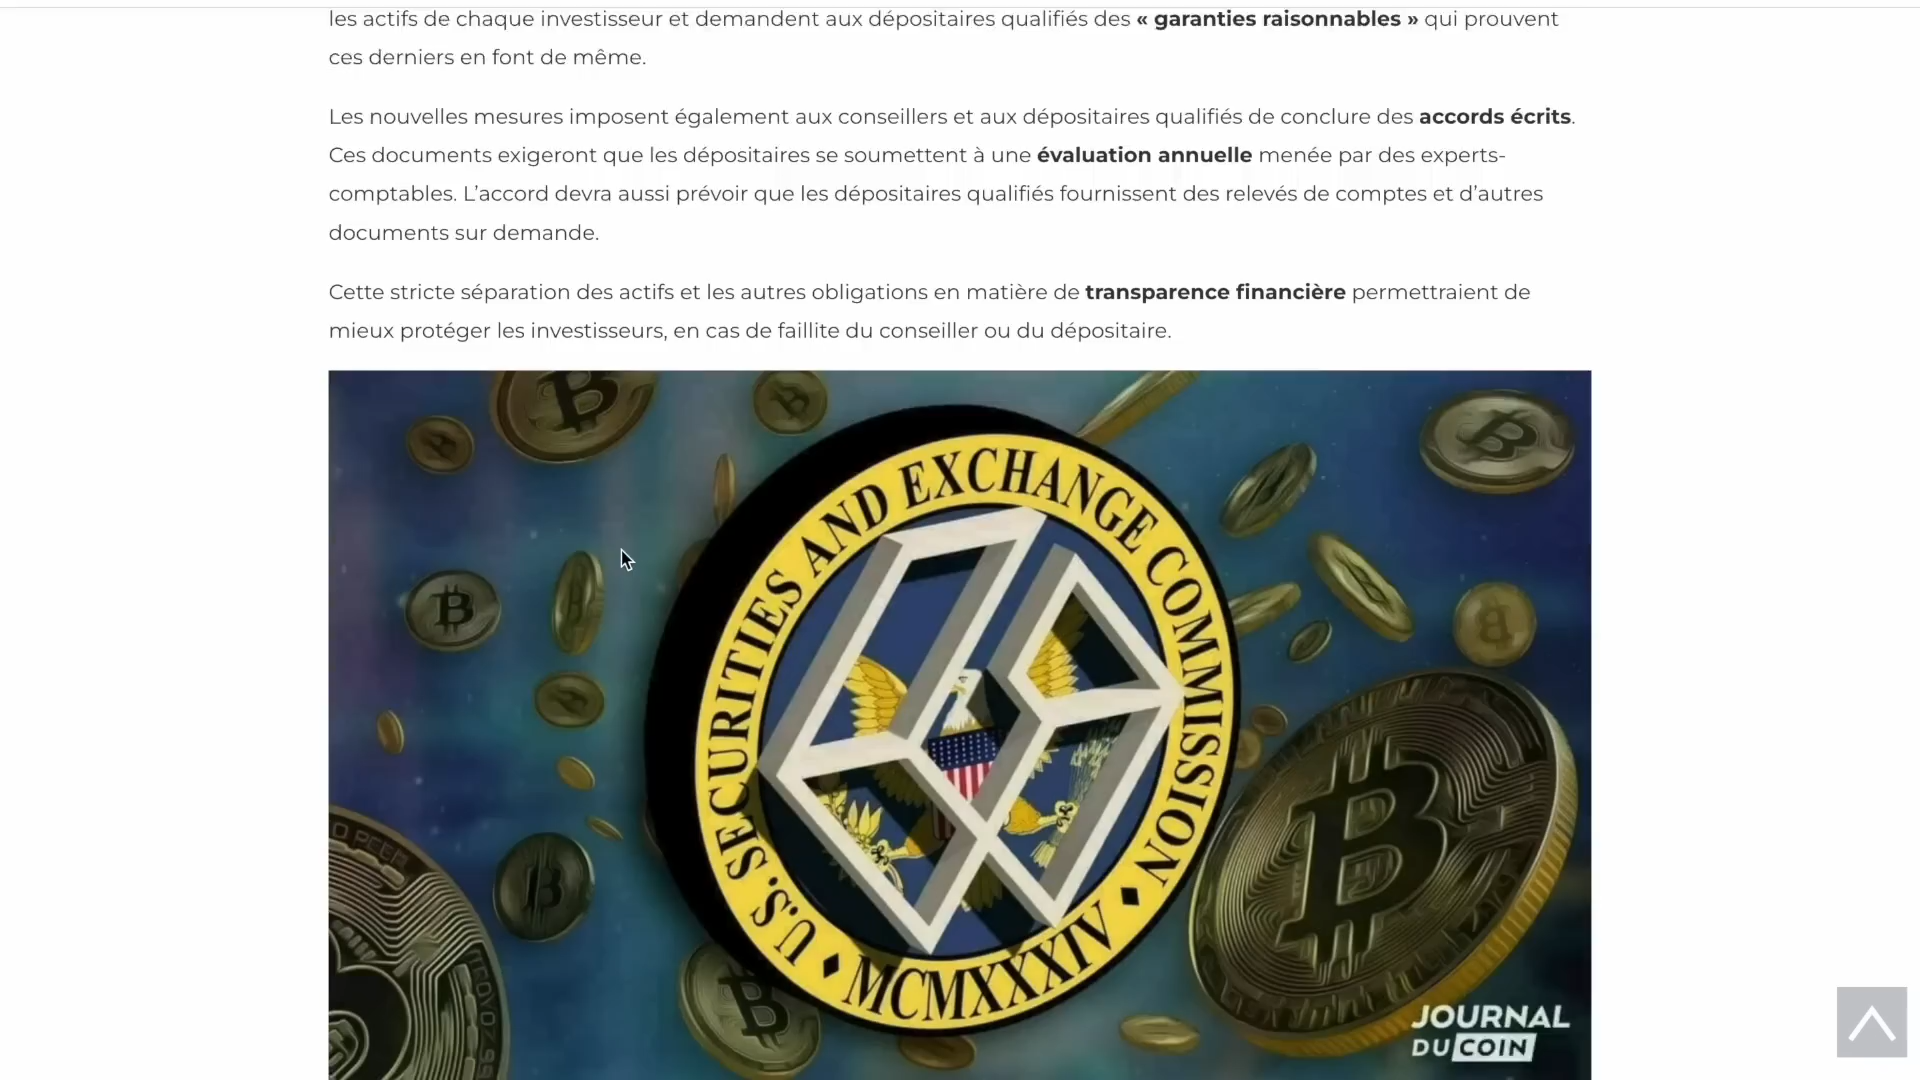 les actifs de chaque investisseur et demandent aux dépositaires qualifiés des « garanties raisonnables » qui prouvent
ces derniers en font de même.
Les nouvelles mesures imposent également aux conseillers et aux dépositaires qualifiés de conclure des accords écrits.
Ces documents exigeront que les dépositaires se soumettent à une évaluation annuelle menée par des experts-
comptables. L’accord devra aussi prévoir que les dépositaires qualifiés fournissent des relevés de comptes et d’autres
documents sur demande.
Cette stricte séparation des actifs et les autres obligations en matière de transparence financière permettraient de
mieux protéger les investisseurs, en cas de faillite du conseiller ou du dépositaire.
U.S. SECURITIES AND EXCHANGE COMMISSION
MCMXXXIV
JOURNAL
DU COIN